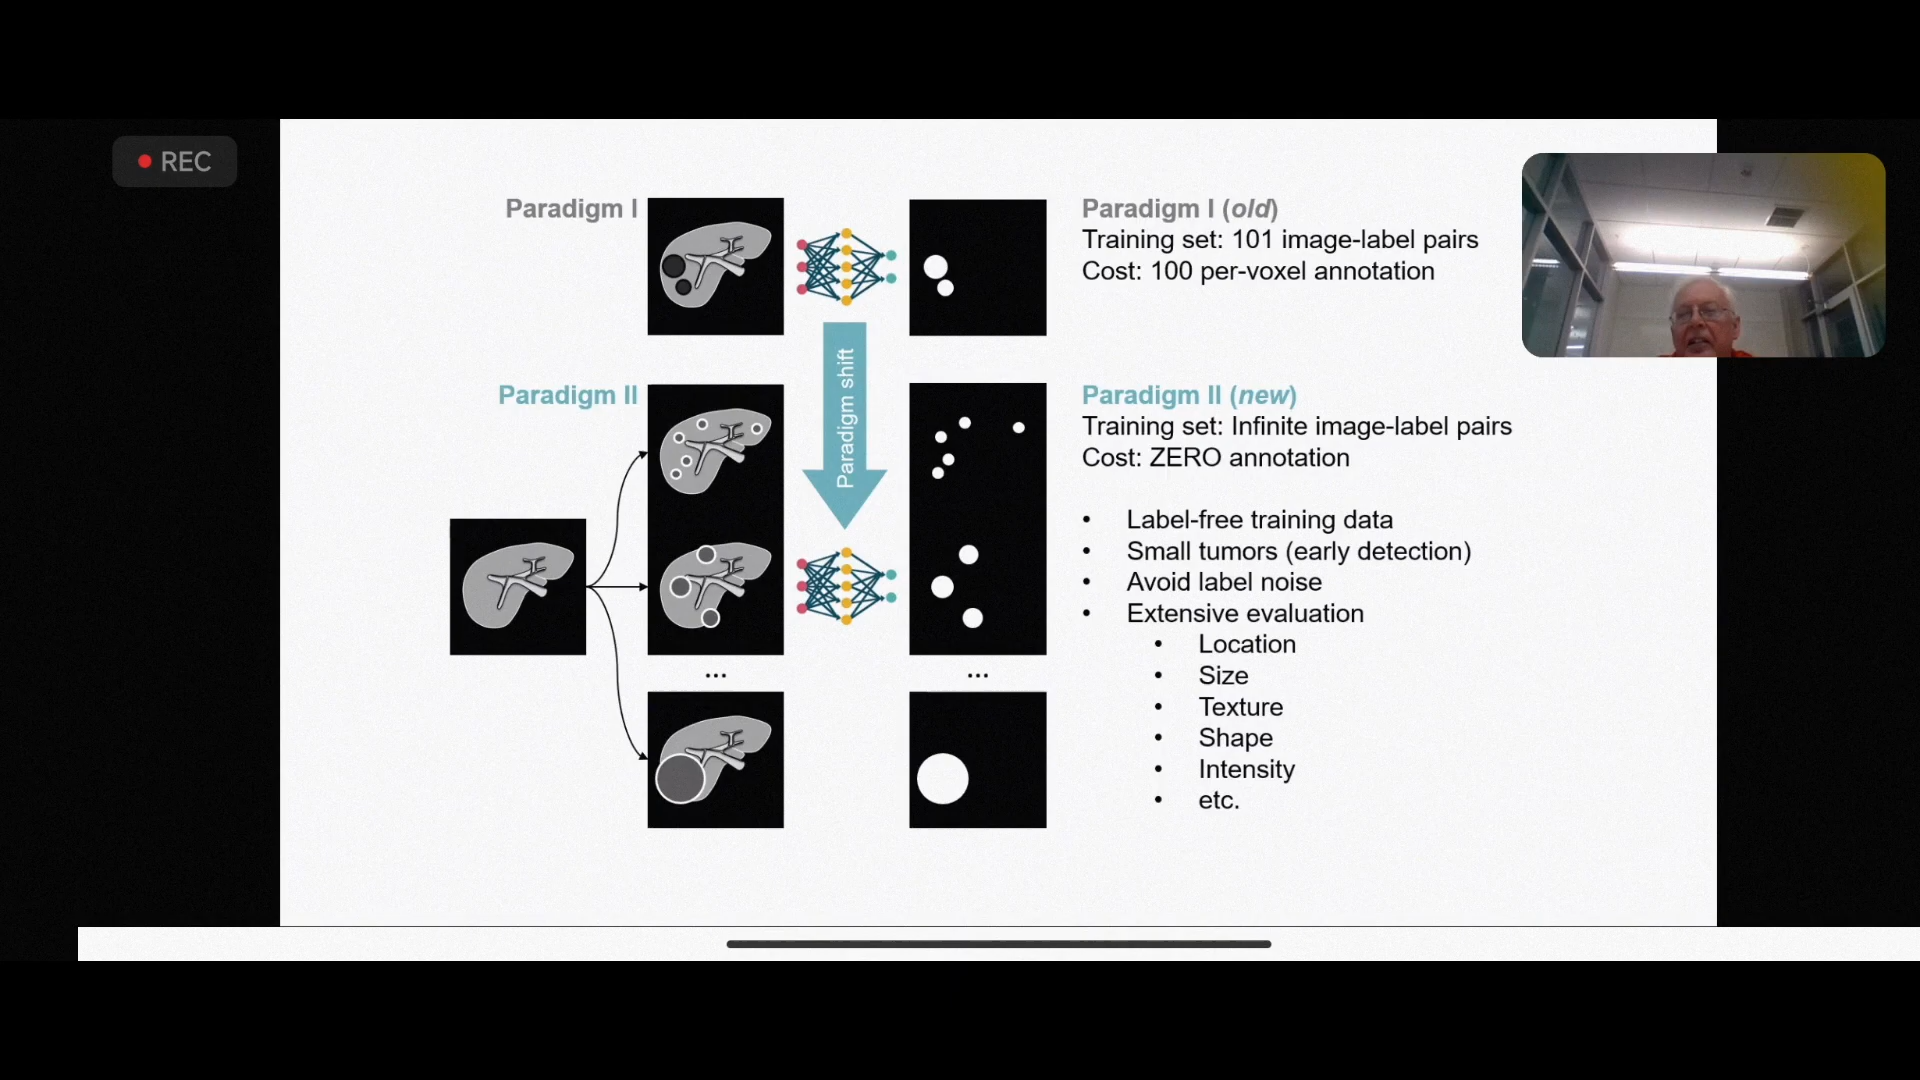 REC
Paradigm I
Paradigm I (old)
Training set: 101 image-label pairs
Cost: 100 per-voxel annotation
Paradigm shift
Paradigm II
Paradigm II (new)
Training set: Infinite image-label pairs
Cost: ZERO annotation
• Label-free training data
• Small tumors (early detection)
• Avoid label noise
• Extensive evaluation
• Location
• Size
• Texture
• Shape
• Intensity
• etc.
...
...